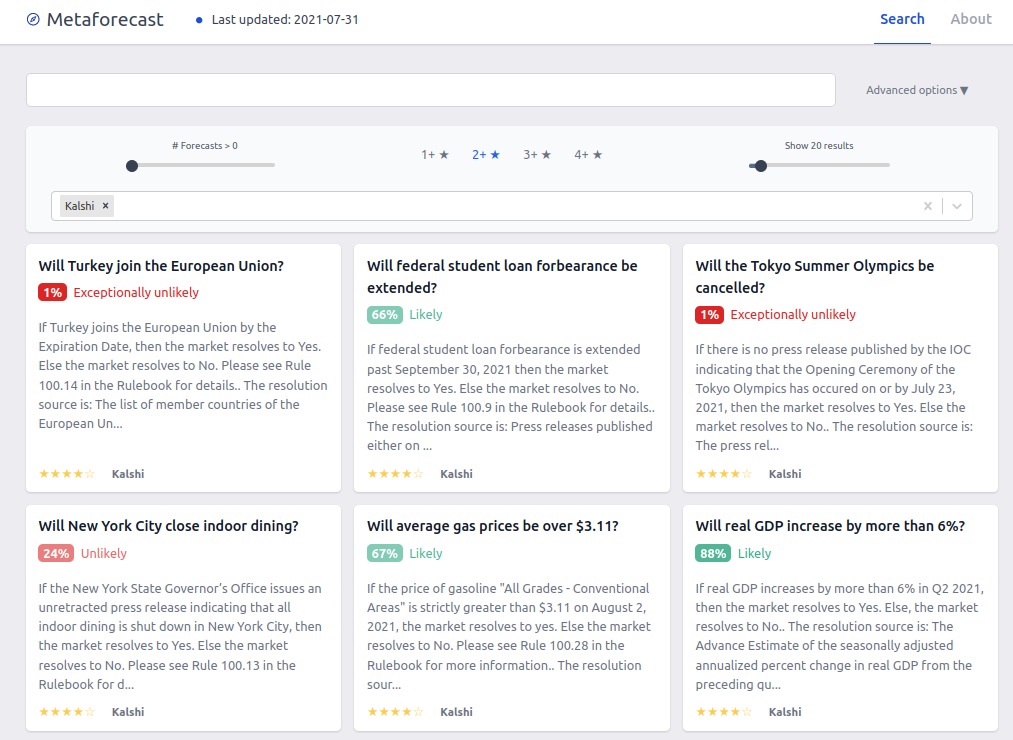 Metaforecast
Last updated: 2021-07-31
Search
About
Advanced options ▼
# Forecasts > 0
1+ ★
2+ ★
3+ ★
4+ ★
Show 20 results
Kalshi ×
Will Turkey join the European Union?
1% Exceptionally unlikely
If Turkey joins the European Union by the
Expiration Date, then the market resolves to Yes.
Else the market resolves to No. Please see Rule
100.14 in the Rulebook for details.. The resolution
source is: The list of member countries of the
European Un...
★★★★☆ Kalshi
Will federal student loan forbearance be
extended?
66% Likely
If federal student loan forbearance is extended
past September 30, 2021 then the market
resolves to Yes. Else the market resolves to No.
Please see Rule 100.9 in the Rulebook for details..
The resolution source is: Press releases published
either on ...
★★★★☆ Kalshi
Will the Tokyo Summer Olympics be
cancelled?
1% Exceptionally unlikely
If there is no press release published by the IOC
indicating that the Opening Ceremony of the
Tokyo Olympics has occured on or by July 23,
2021, then the market resolves to Yes. Else the
market resolves to No.. The resolution source is:
The press rel...
★★★★☆ Kalshi
Will New York City close indoor dining?
24% Unlikely
If the New York State Governor's Office issues an
unretracted press release indicating that all
indoor dining is shut down in New York City, then
the market resolves to Yes. Else the market
resolves to No. Please see Rule 100.13 in the
Rulebook for d...
★★★★☆ Kalshi
Will average gas prices be over $3.11?
67% Likely
If the price of gasoline "All Grades - Conventional
Areas" is strictly greater than $3.11 on August 2,
2021, the market resolves to yes. Else the market
resolves to No. Please see Rule 100.28 in the
Rulebook for more information.. The resolution
sour...
★★★★☆ Kalshi
Will real GDP increase by more than 6%?
88% Likely
If real GDP increases by more than 6% in Q2 2021,
then the market resolves to Yes. Else, the market
resolves to No.. The resolution source is: The
Advance Estimate of the seasonally adjusted
annualized percent change in real GDP from the
preceding qu...
★★★★☆ Kalshi